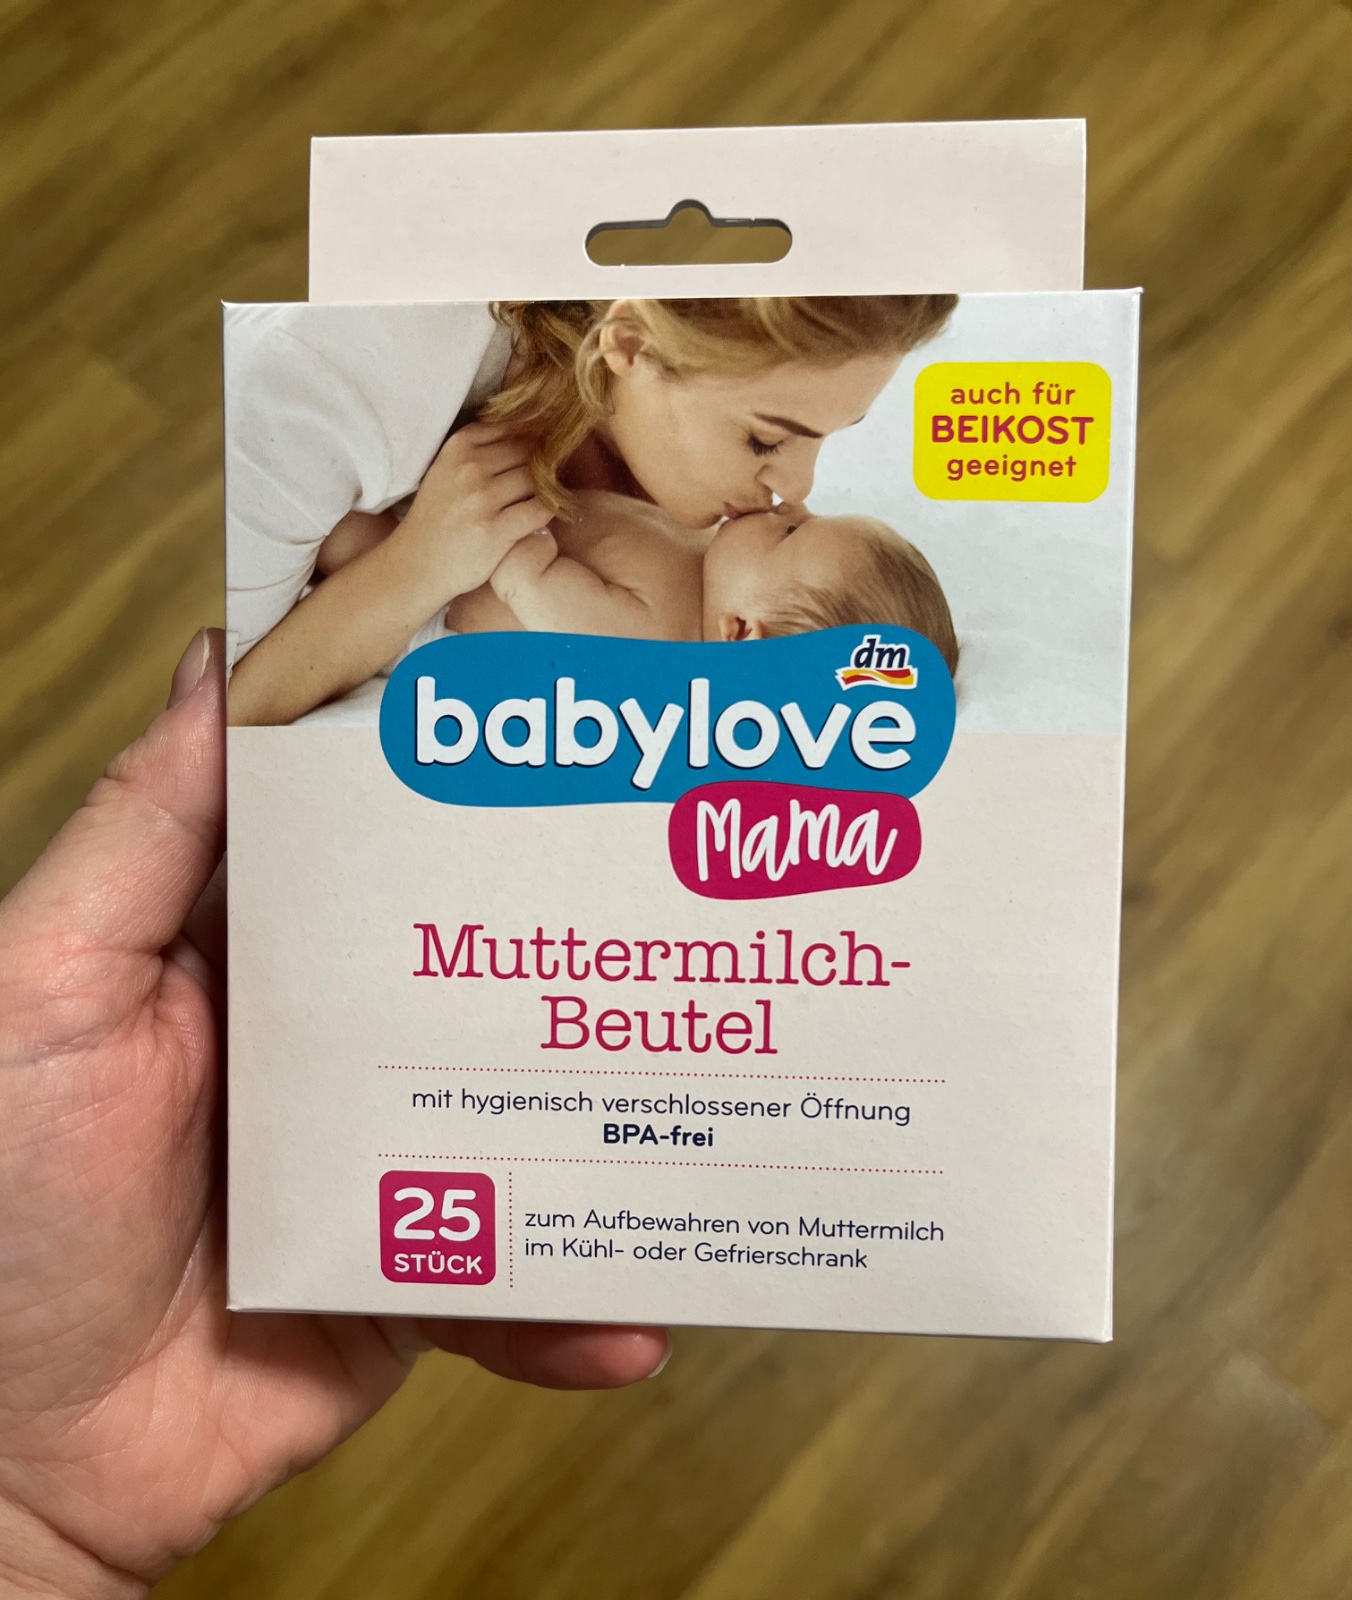 auch für
BEIKOST
geeignet
dm
babylove
Mama
Muttermilch-
Beutel
mit hygienisch verschlossener Öffnung
BPA-frei
25
STÜCK
zum Aufbewahren von Muttermilch
im Kühl- oder Gefrierschrank